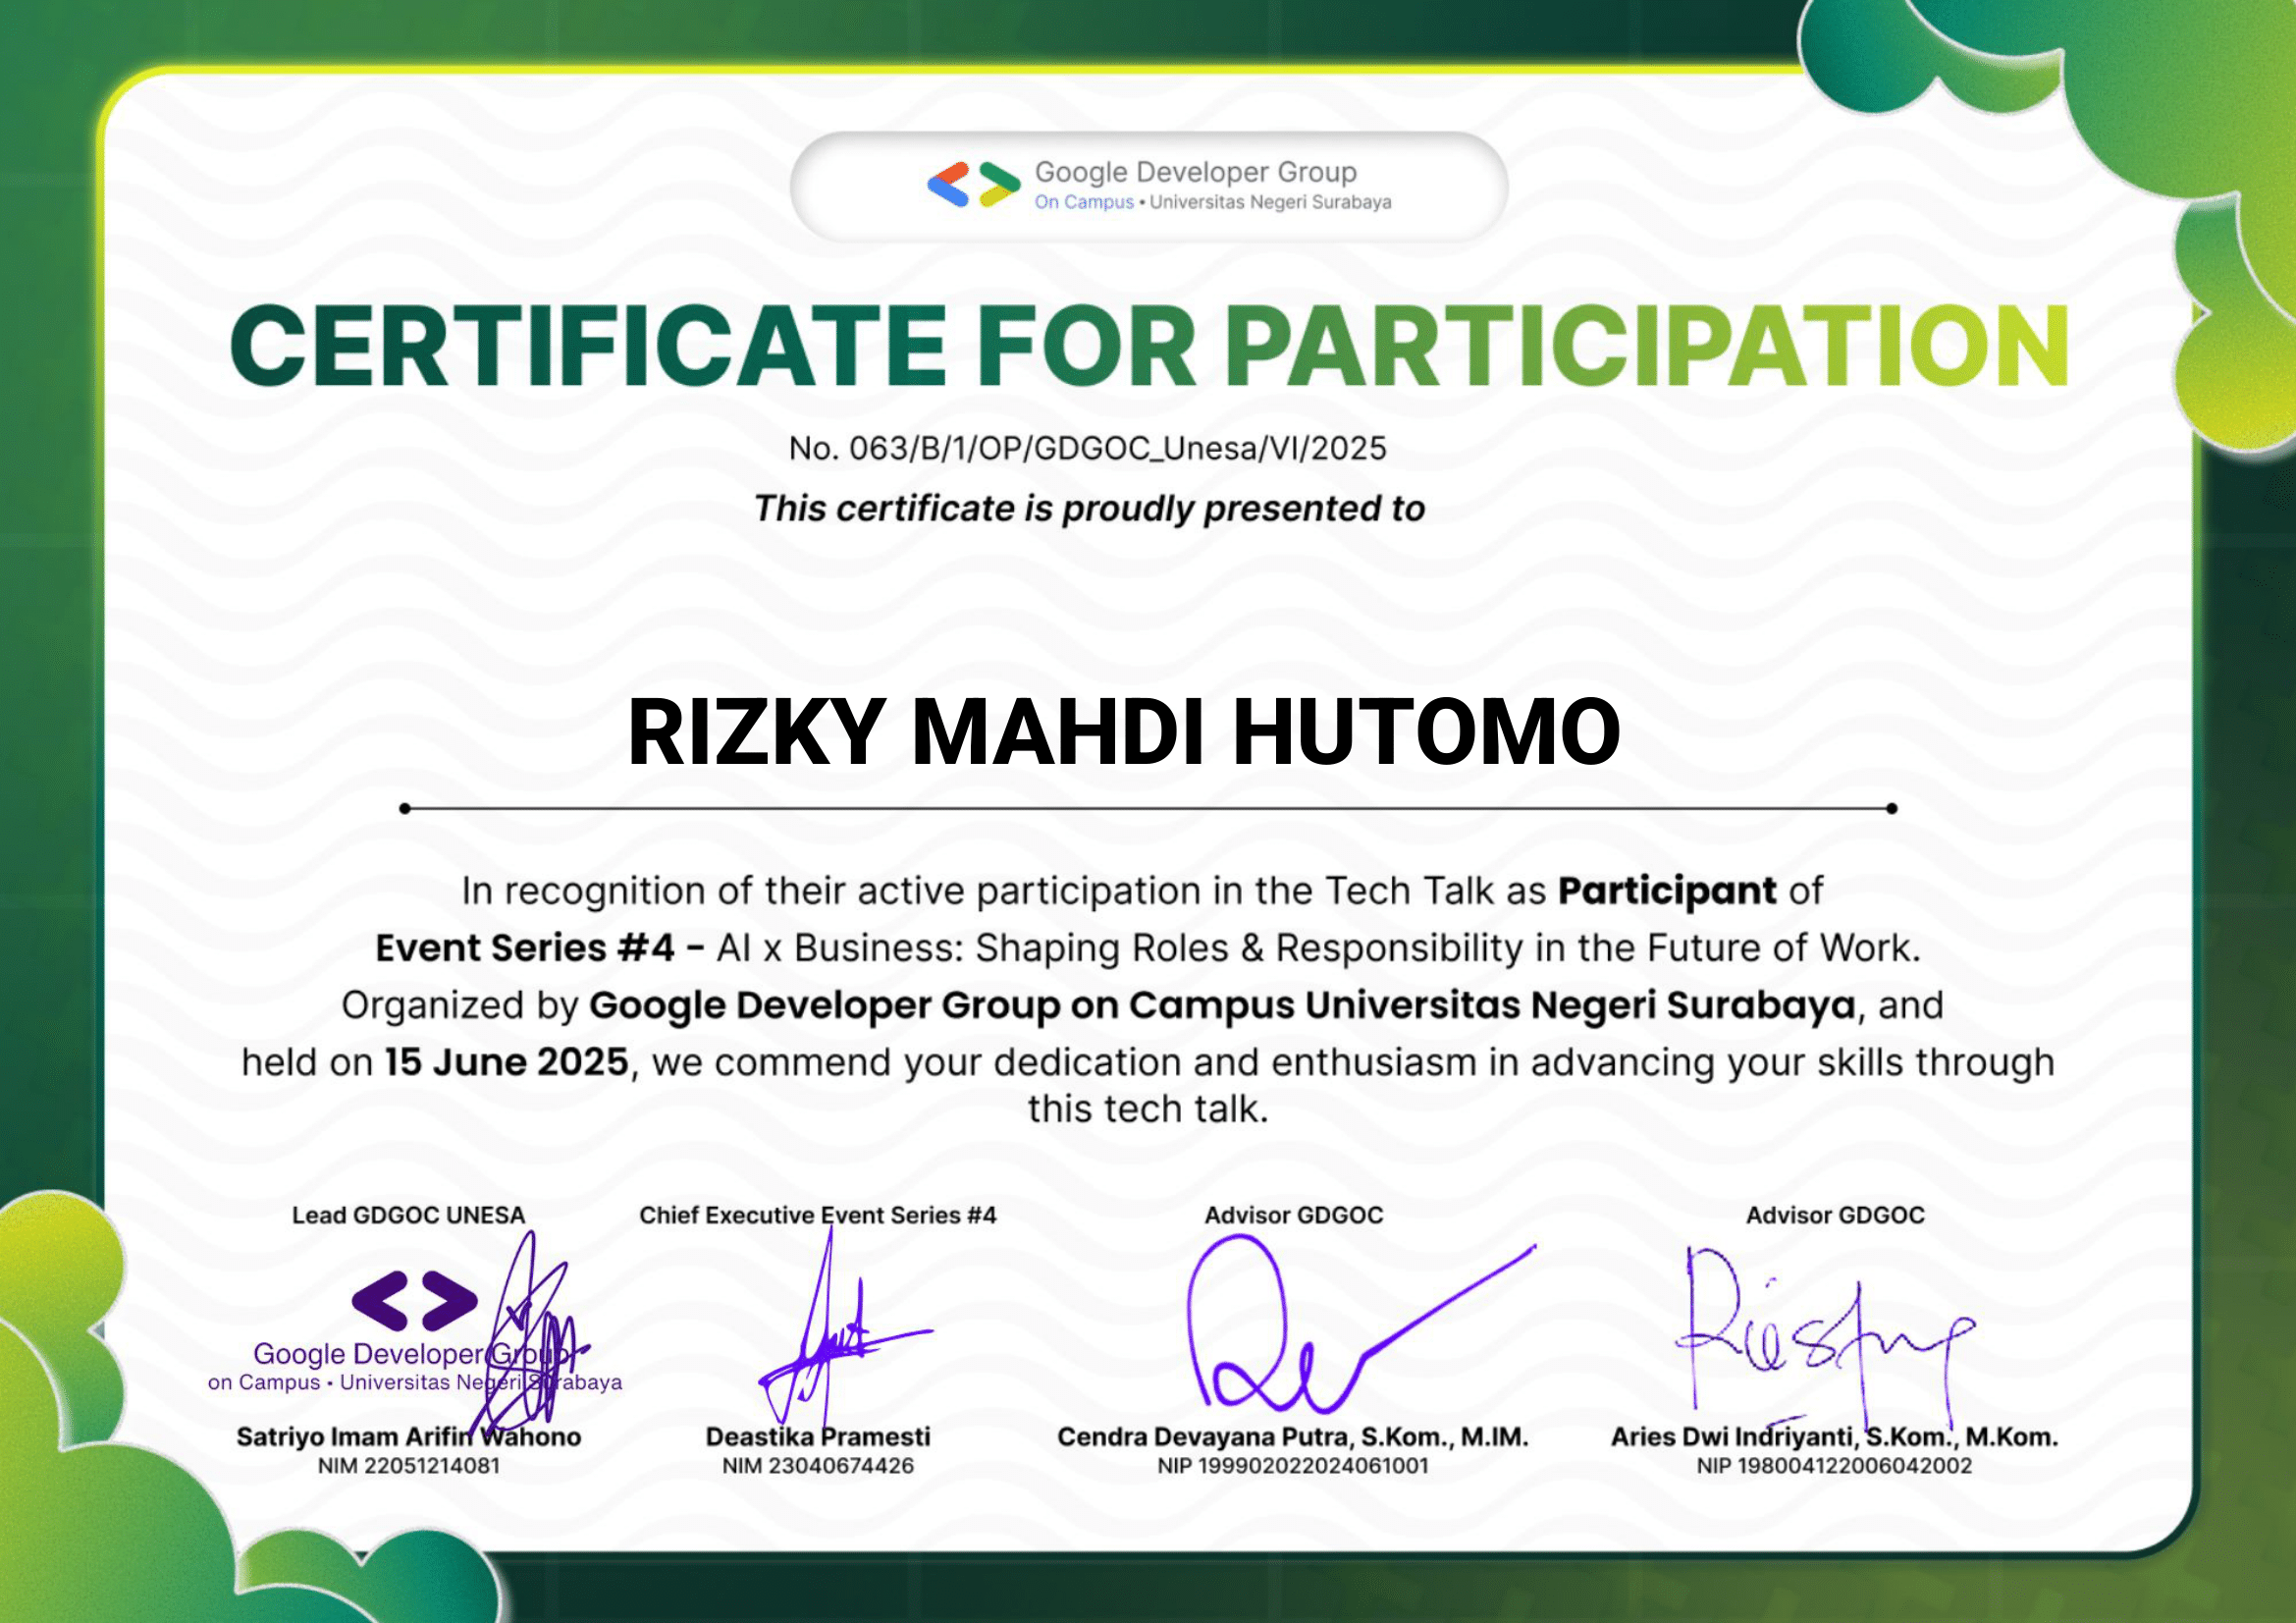 Google Developer Group
On Campus • Universitas Negeri Surabaya
CERTIFICATE FOR PARTICIPATION
No. 063/B/1/OP/GDGOC_Unesa/VI/2025
This certificate is proudly presented to
RIZKY MAHDI HUTOMO
In recognition of their active participation in the Tech Talk as Participant of
Event Series #4 - AI x Business: Shaping Roles & Responsibility in the Future of Work.
Organized by Google Developer Group on Campus Universitas Negeri Surabaya, and
held on 15 June 2025, we commend your dedication and enthusiasm in advancing your skills through
this tech talk.
Lead GDGOC UNESA
Google Developer Group
on Campus • Universitas Negeri Surabaya
Satriyo Imam Arifin Wahono
NIM 22051214081
Chief Executive Event Series #4
Deastika Pramesti
NIM 23040674426
Advisor GDGOC
Cendra Devayana Putra, S.Kom., M.IM.
NIP 199902022024061001
Advisor GDGOC
Aries Dwi Indriyanti, S.Kom., M.Kom.
NIP 198004122006042002